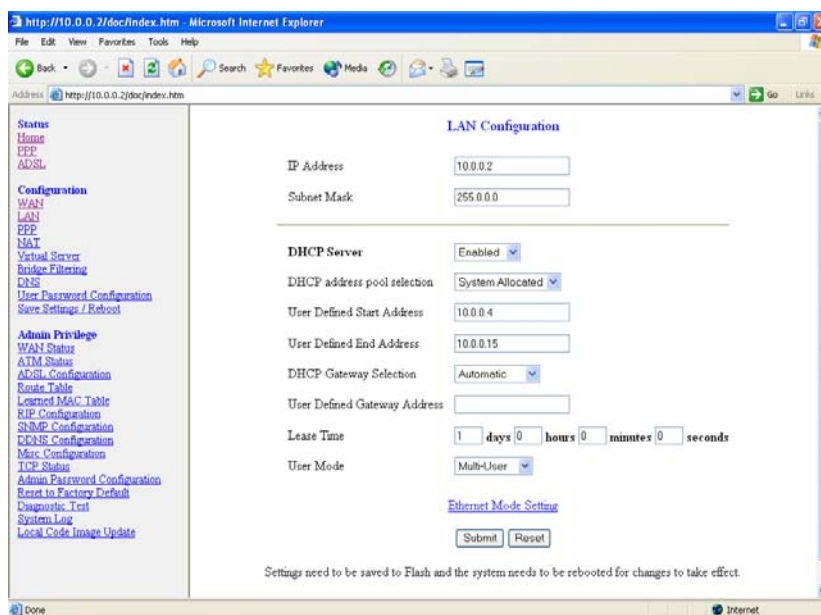 http://10.0.0.2/doc/index.htm - Microsoft Internet Explorer
File Edit View Favorites Tools Help
Back Search Favorites Media
Address http://10.0.0.2/doc/index.htm Go Links
Status
Home
PPP
ADSL
Configuration
WAN
LAN
PPP
NAT
Virtual Server
Bridge Filtering
DNS
User Password Configuration
Save Settings / Reboot
Admin Privilege
WAN Status
ATM Status
ADSL Configuration
Route Table
Learned MAC Table
RIP Configuration
SNMP Configuration
DDNS Configuration
Misc Configuration
TCP Status
Admin Password Configuration
Reset to Factory Default
Diagnostic Test
System Log
Local Code Image Update
LAN Configuration
IP Address 10.0.0.2
Subnet Mask 255.0.0.0
DHCP Server Enabled
DHCP address pool selection System Allocated
User Defined Start Address 10.0.0.4
User Defined End Address 10.0.0.15
DHCP Gateway Selection Automatic
User Defined Gateway Address
Lease Time 1 days 0 hours 0 minutes 0 seconds
User Mode Multi-User
Ethernet Mode Setting
Submit Reset
Settings need to be saved to Flash and the system needs to be rebooted for changes to take effect.
Done Internet